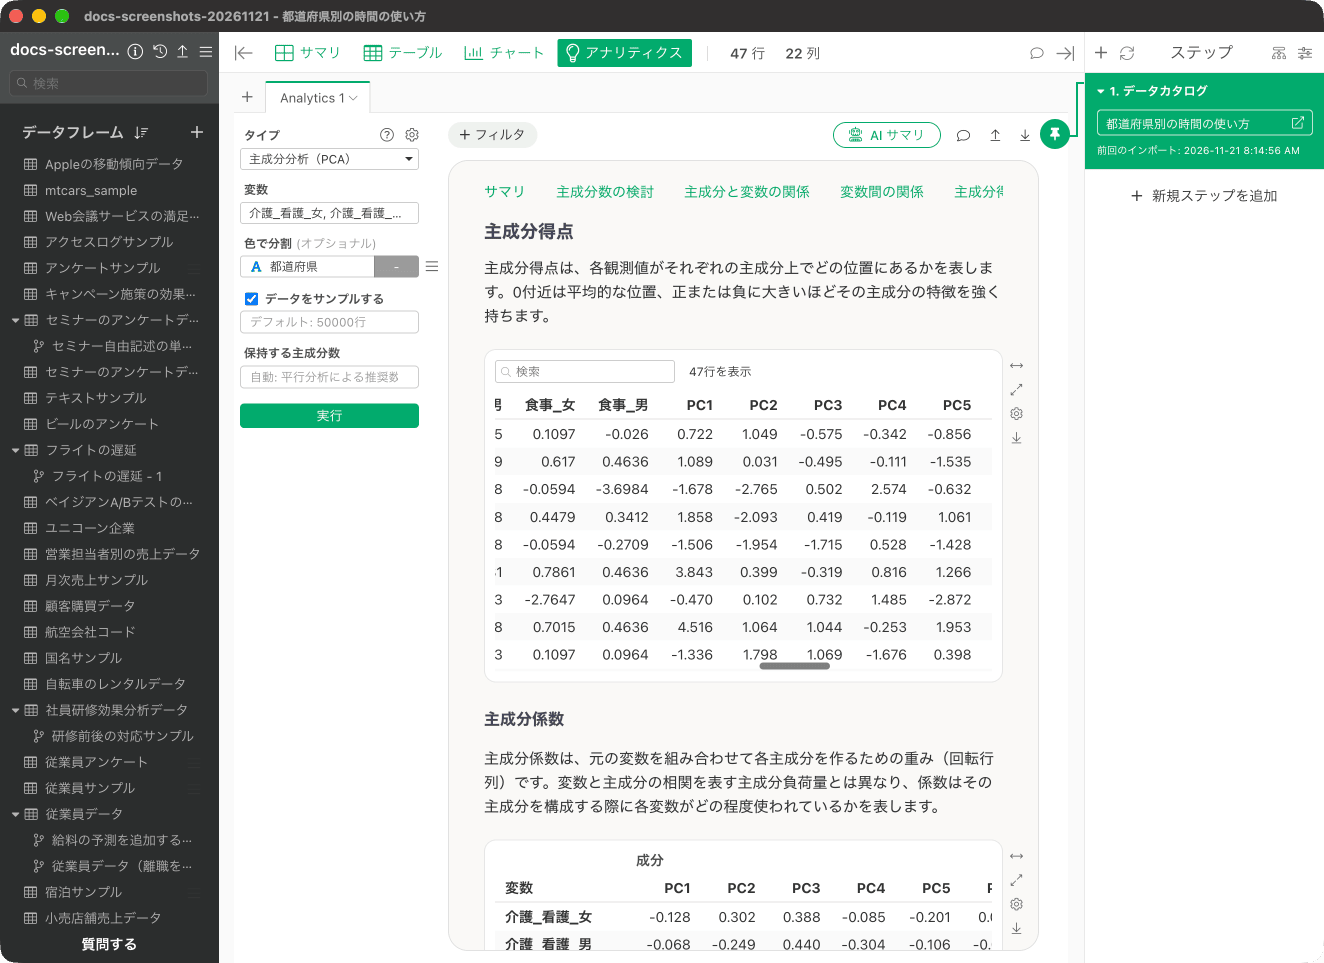 docs-screenshots-20261121 - 都道府県別の時間の使い方
docs-screen...
検索
データフレーム
Appleの移動傾向データ
mtcars_sample
Web会議サービスの満足...
アクセスログサンプル
アンケートサンプル
キャンペーン施策の効果...
セミナーのアンケートデ...
セミナー自由記述の単...
セミナーのアンケートデ...
テキストサンプル
ビールのアンケート
フライトの遅延
フライトの遅延 - 1
ベイジアンA/Bテストの...
ユニコーン企業
営業担当者別の売上データ
月次売上サンプル
顧客購買データ
航空会社コード
国名サンプル
自転車のレンタルデータ
社員研修効果分析データ
研修前後の対応サンプル
従業員アンケート
従業員サンプル
従業員データ
給料の予測を追加する...
従業員データ（離職を...
宿泊サンプル
小売店舗売上データ
質問する
サマリ テーブル チャート アナリティクス 47 行 22 列
Analytics 1
タイプ
主成分分析（PCA）
変数
介護_看護_女, 介護_看護_...
色で分割 (オプショナル)
A 都道府県 -
データをサンプルする
デフォルト: 50000行
保持する主成分数
自動: 平行分析による推奨数
実行
+ フィルタ
AI サマリ
サマリ 主成分数の検討 主成分と変数の関係 変数間の関係 主成分得
主成分得点
主成分得点は、各観測値がそれぞれの主成分上でどの位置にあるかを表しま
す。0付近は平均的な位置、正または負に大きいほどその主成分の特徴を強く
持ちます。
検索 47行を表示
男 食事_女 食事_男 PC1 PC2 PC3 PC4 PC5
5 0.1097 -0.026 0.722 1.049 -0.575 -0.342 -0.856
9 0.617 0.4636 1.089 0.031 -0.495 -0.111 -1.535
8 -0.0594 -3.6984 -1.678 -2.765 0.502 2.574 -0.632
8 0.4479 0.3412 1.858 -2.093 0.419 -0.119 1.061
8 -0.0594 -0.2709 -1.506 -1.954 -1.715 0.528 -1.428
1 0.7861 0.4636 3.843 0.399 -0.319 0.816 1.266
3 -2.7647 0.0964 -0.470 0.102 0.732 1.485 -2.872
8 0.7015 0.4636 4.516 1.064 1.044 -0.253 1.953
3 0.1097 0.0964 -1.336 1.798 1.069 -1.676 0.398
主成分係数
主成分係数は、元の変数を組み合わせて各主成分を作るための重み（回転行
列）です。変数と主成分の相関を表す主成分負荷量とは異なり、係数はその
主成分を構成する際に各変数がどの程度使われているかを表します。
成分
変数 PC1 PC2 PC3 PC4 PC5
介護_看護_女 -0.128 0.302 0.388 -0.085 -0.201 0.0
介護_看護_男 -0.068 -0.249 0.440 -0.304 -0.106 -0.
ステップ
1. データカタログ
都道府県別の時間の使い方
前回のインポート: 2026-11-21 8:14:56 AM
+ 新規ステップを追加